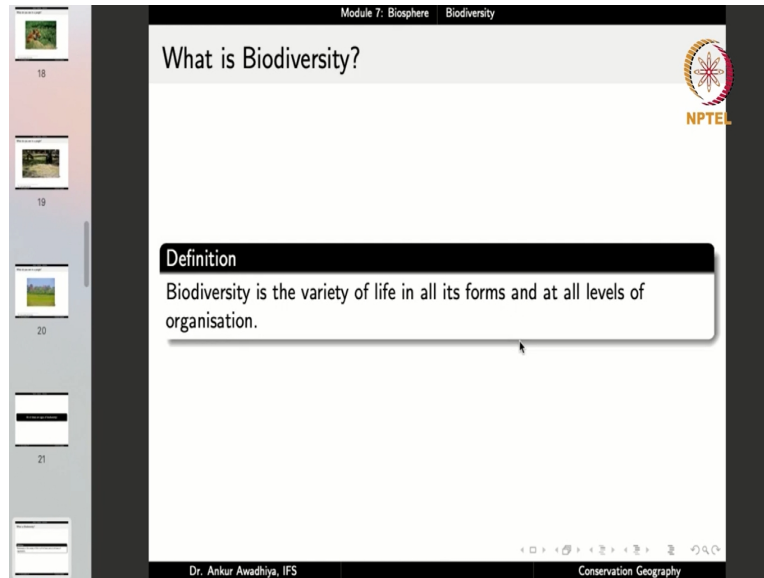 Module 7: Biosphere Biodiversity
What is Biodiversity?
NPTEL
18
19
20
21
Definition
Biodiversity is the variety of life in all its forms and at all levels of
organisation.
Dr. Ankur Awadhiya, IFS Conservation Geography